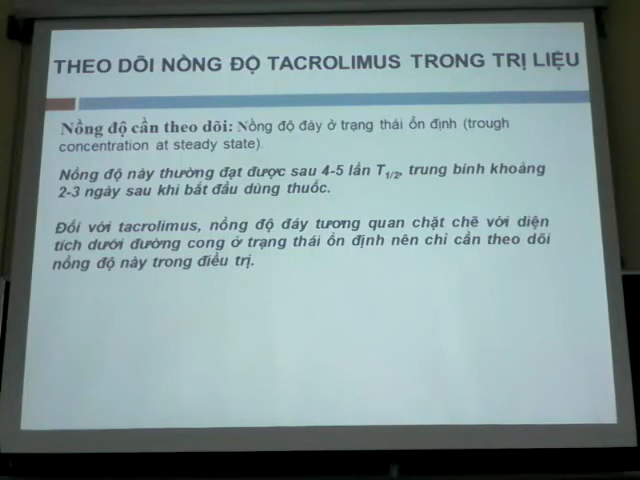 THEO DÕI NỒNG ĐỘ TACROLIMUS TRONG TRỊ LIỆU
Nồng độ cần theo dõi: Nồng độ đáy ở trạng thái ổn định (trough
concentration at steady state).
Nồng độ này thường đạt được sau 4-5 lần T1/2, trung bình khoảng
2-3 ngày sau khi bắt đầu dùng thuốc.
Đối với tacrolimus, nồng độ đáy tương quan chặt chẽ với diện
tích dưới đường cong ở trạng thái ổn định nên chỉ cần theo dõi
nồng độ này trong điều trị.